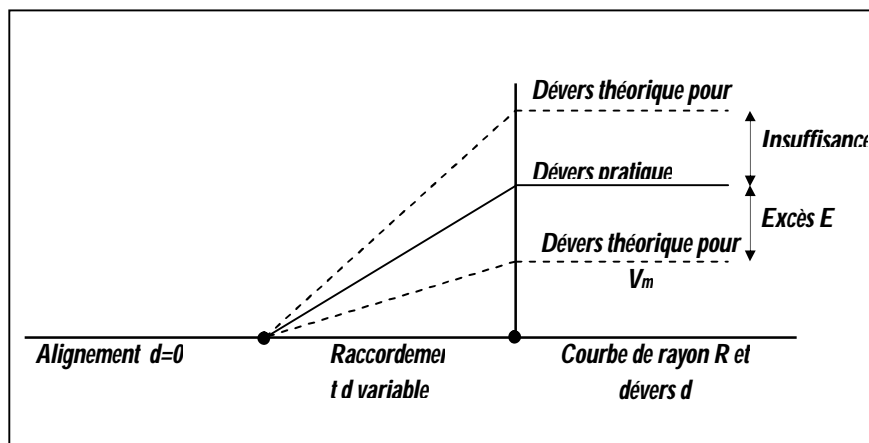 Dévers théorique pour
Insuffisance
Dévers pratique
Excès E
Dévers théorique pour
Vm
Alignement d=0
Raccordemer
t d variable
Courbe de rayon R et
dévers d